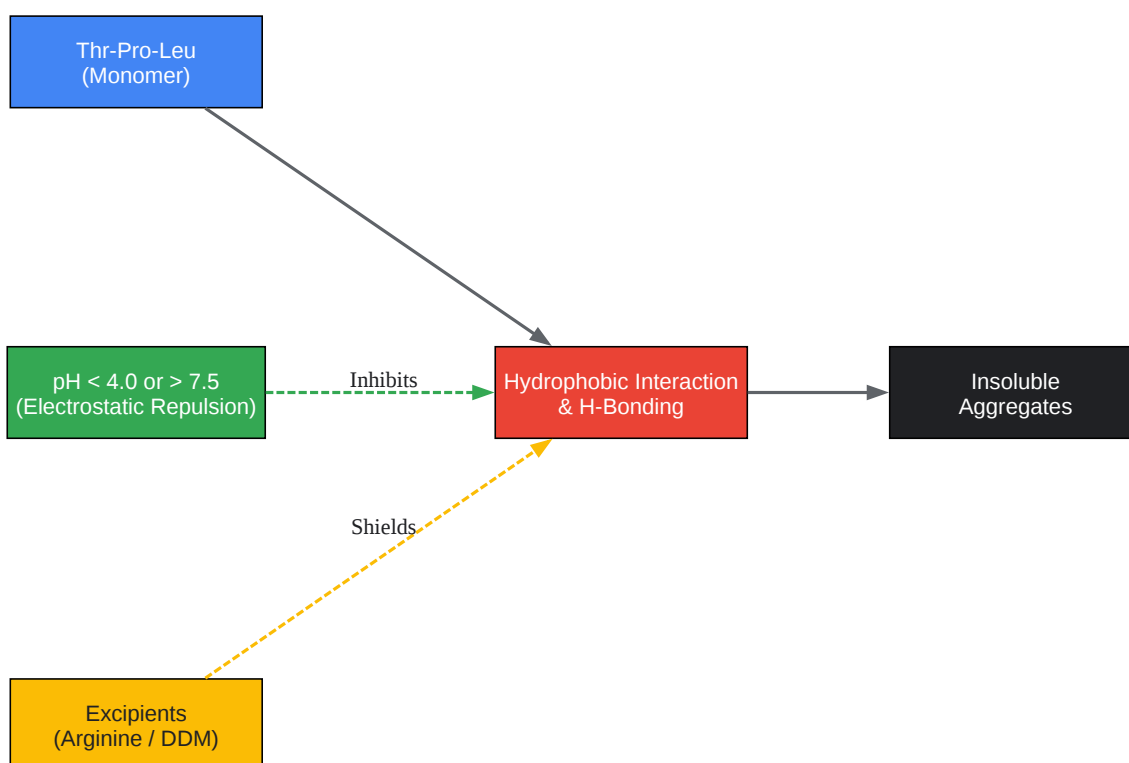 Thr-Pro-Leu
(Monomer)
pH < 4.0 or > 7.5
(Electrostatic Repulsion)
Inhibits
Hydrophobic Interaction
& H-Bonding
Insoluble
Aggregates
Shields
Excipients
(Arginine / DDM)